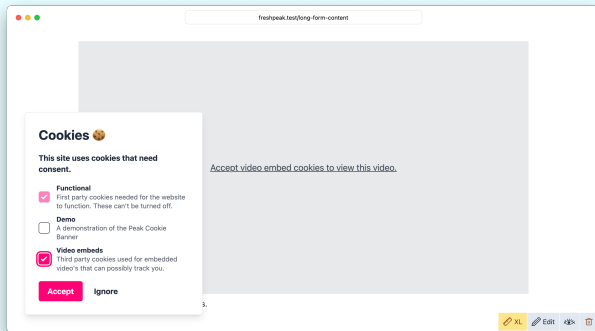 freshpeak.test/long-form-content
Accept video embed cookies to view this video.
Cookies 🍪
This site uses cookies that need
consent.
Functional
First party cookies needed for the website
to function. These can't be turned off.
Demo
A demonstration of the Peak Cookie
Banner
Video embeds
Third party cookies used for embedded
video's that can possibly track you.
Accept Ignore
s.
XL Edit